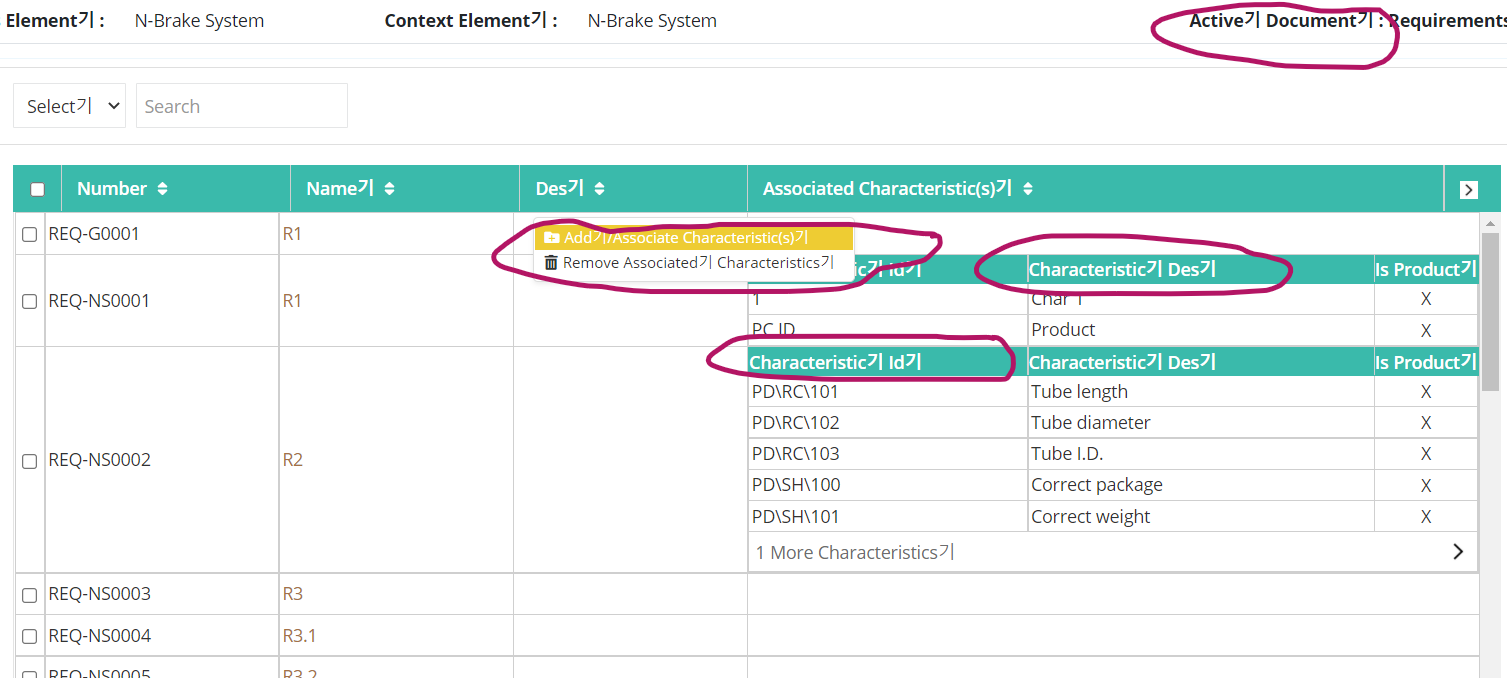 Element기 : N-Brake System Context Element기 : N-Brake System Active기 Document기 : Requirements
Select기 Search
Number Name기 Des기 Associated Characteristic(s)기
REQ-G0001 R1
Add기/Associate Characteristic(s)기
Remove Associated기 Characteristics기
Id기 Characteristic기 Des기 Is Product기
REQ-NS0001 R1
1 Char 1 X
PC ID Product X
Characteristic기 Id기 Characteristic기 Des기 Is Product기
PD\RC\101 Tube length X
PD\RC\102 Tube diameter X
REQ-NS0002 R2
PD\RC\103 Tube I.D. X
PD\SH\100 Correct package X
PD\SH\101 Correct weight X
1 More Characteristics기
REQ-NS0003 R3
REQ-NS0004 R3.1
REQ-NS0005 R3.2